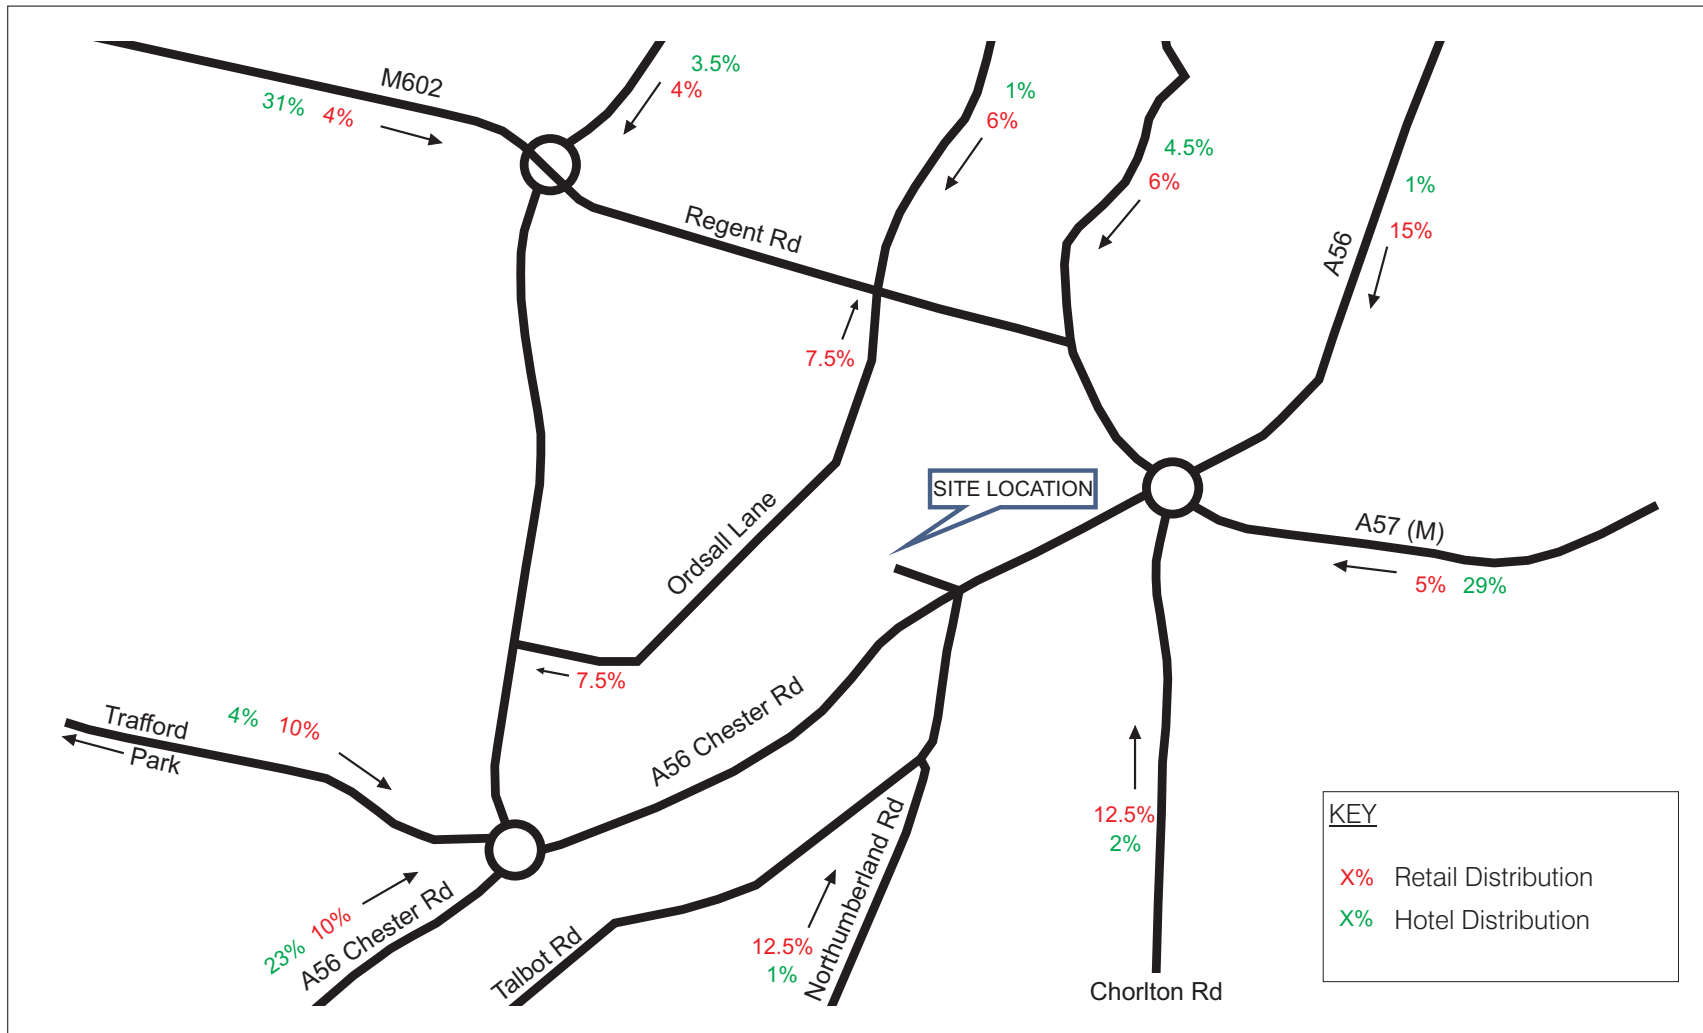 M602
31% 4%
3.5%
4%
1%
6%
4.5%
6%
1%
15%
A56
Regent Rd
7.5%
SITE LOCATION
A57 (M)
5% 29%
Ordsall Lane
7.5%
Trafford
Park
4% 10%
A56 Chester Rd
23% 10%
A56 Chester Rd
Talbot Rd
12.5%
1%
Northumberland Rd
12.5%
2%
Chorlton Rd
KEY
X% Retail Distribution
X% Hotel Distribution